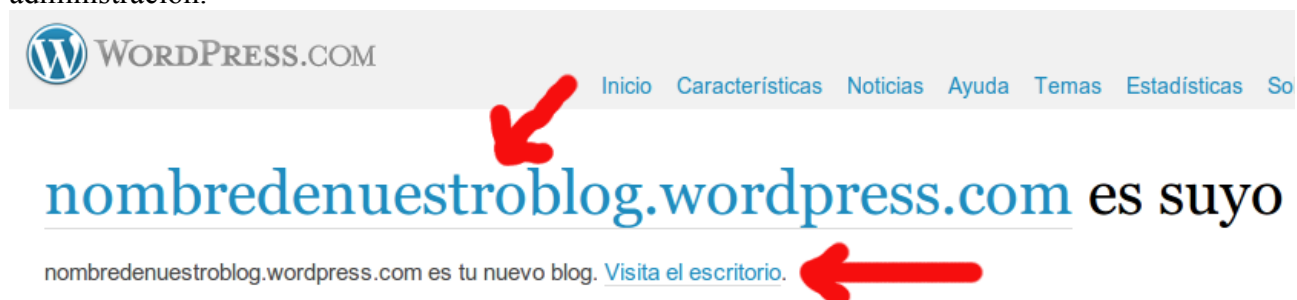 administración.
WORDPRESS.COM
Inicio Características Noticias Ayuda Temas Estadísticas
nombredenuestroblog.wordpress.com es suyo
nombredenuestroblog.wordpress.com es tu nuevo blog. Visita el escritorio.